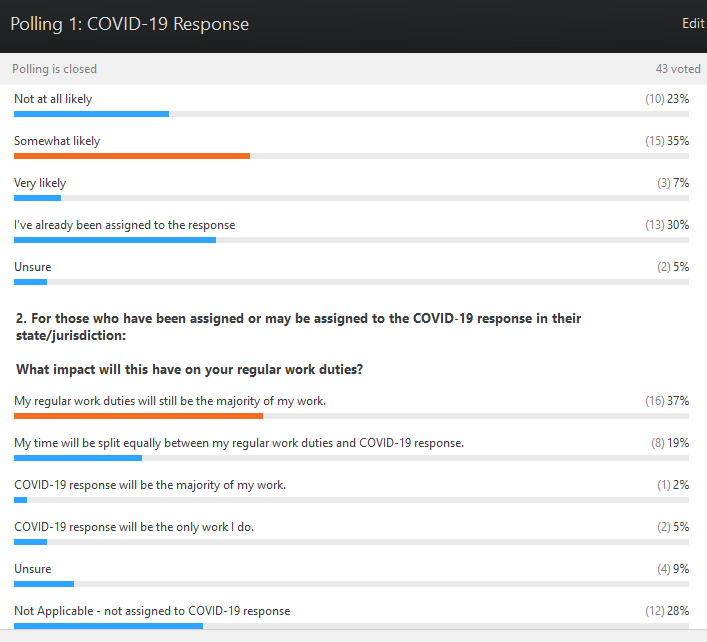 Polling 1: COVID-19 Response Edit
Polling is closed 43 voted
Not at all likely (10) 23%
Somewhat likely (15) 35%
Very likely (3) 7%
I've already been assigned to the response (13) 30%
Unsure (2) 5%
2. For those who have been assigned or may be assigned to the COVID-19 response in their
state/jurisdiction:
What impact will this have on your regular work duties?
My regular work duties will still be the majority of my work. (16) 37%
My time will be split equally between my regular work duties and COVID-19 response. (8) 19%
COVID-19 response will be the majority of my work. (1) 2%
COVID-19 response will be the only work I do. (2) 5%
Unsure (4) 9%
Not Applicable - not assigned to COVID-19 response (12) 28%